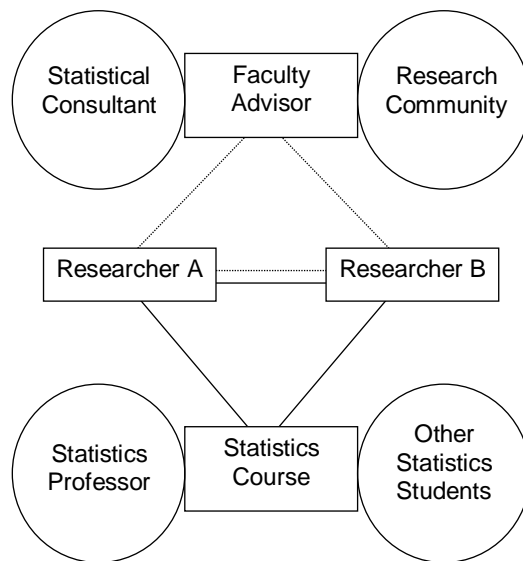 Statistical
Consultant
Faculty
Advisor
Research
Community
Researcher A
Researcher B
Statistics
Professor
Statistics
Course
Other
Statistics
Students